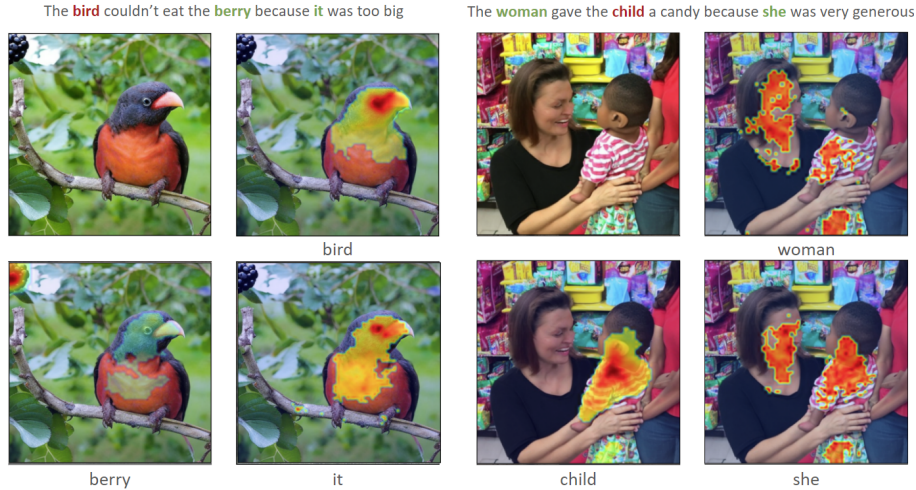 The bird couldn’t eat the berry because it was too big
The woman gave the child a candy because she was very generous
bird
woman
berry
it
child
she